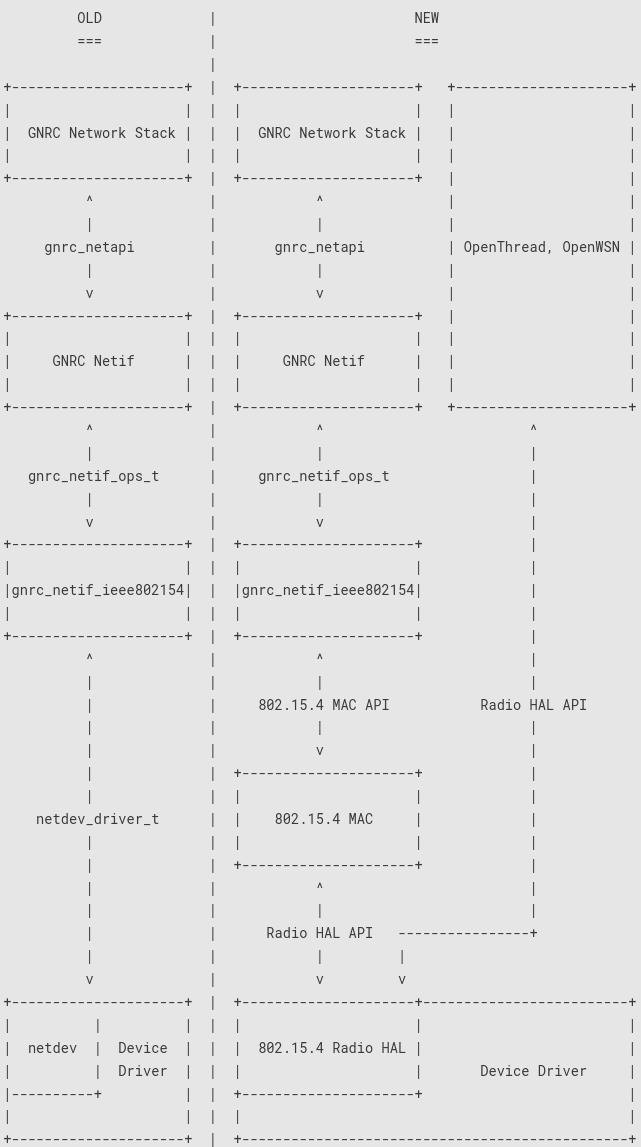 OLD | NEW
=== | ===
|
+---------------------+ | +---------------------+ +---------------------+
| | | | | | |
| GNRC Network Stack | | | GNRC Network Stack | | |
| | | | | | |
+---------------------+ | +---------------------+ | |
^ | ^ | |
| | | | |
gnrc_netapi | gnrc_netapi | OpenThread, OpenWSN |
| | | | |
v | v | |
+---------------------+ | +---------------------+ | |
| | | | | | |
| GNRC Netif | | | GNRC Netif | | |
| | | | | | |
+---------------------+ | +---------------------+ +---------------------+
^ | ^ ^
| | | |
gnrc_netif_ops_t | gnrc_netif_ops_t |
| | | |
v | v |
+---------------------+ | +---------------------+ |
| | | | | |
|gnrc_netif_ieee802154| | |gnrc_netif_ieee802154| |
| | | | | |
+---------------------+ | +---------------------+ |
^ | ^ |
| | | |
| | 802.15.4 MAC API Radio HAL API
| | | |
| | v |
| | +---------------------+ |
| | | | |
netdev_driver_t | | 802.15.4 MAC | |
| | | | |
| | +---------------------+ |
| | ^ |
| | | |
| | Radio HAL API ----------------+
| | | |
v | v v
+---------------------+ | +---------------------+-------------------------+
| | | | | | |
| netdev | Device | | | 802.15.4 Radio HAL | |
| | Driver | | | | Device Driver |
|----------+ | | +---------------------+ |
| | | | |
+---------------------+ | +-----------------------------------------------+